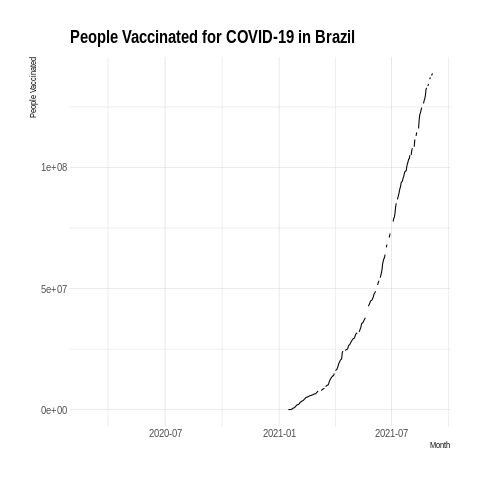 People Vaccinated for COVID-19 in Brazil
People Vaccinated
1e+08
5e+07
0e+00
2020-07
2021-01
2021-07
Month